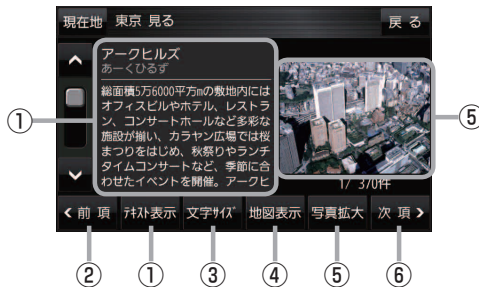 現在地 東京 見る 戻 る
アークヒルズ
あーくひるず
総面積5万6000平方mの敷地内には
オフィスビルやホテル、レストラ
ン、コンサートホールなど多彩な
施設が揃い、カラヤン広場では桜
まつりをはじめ、秋祭りやランチ
タイムコンサートなど、季節に合
わせたイベントを開催。アークヒ
1/ 370件
① ⑤
前 項 ﾃｷｽﾄ表示 文字ｻｲｽﾞ 地図表示 写真拡大 次 項
② ① ③ ④ ⑤ ⑥